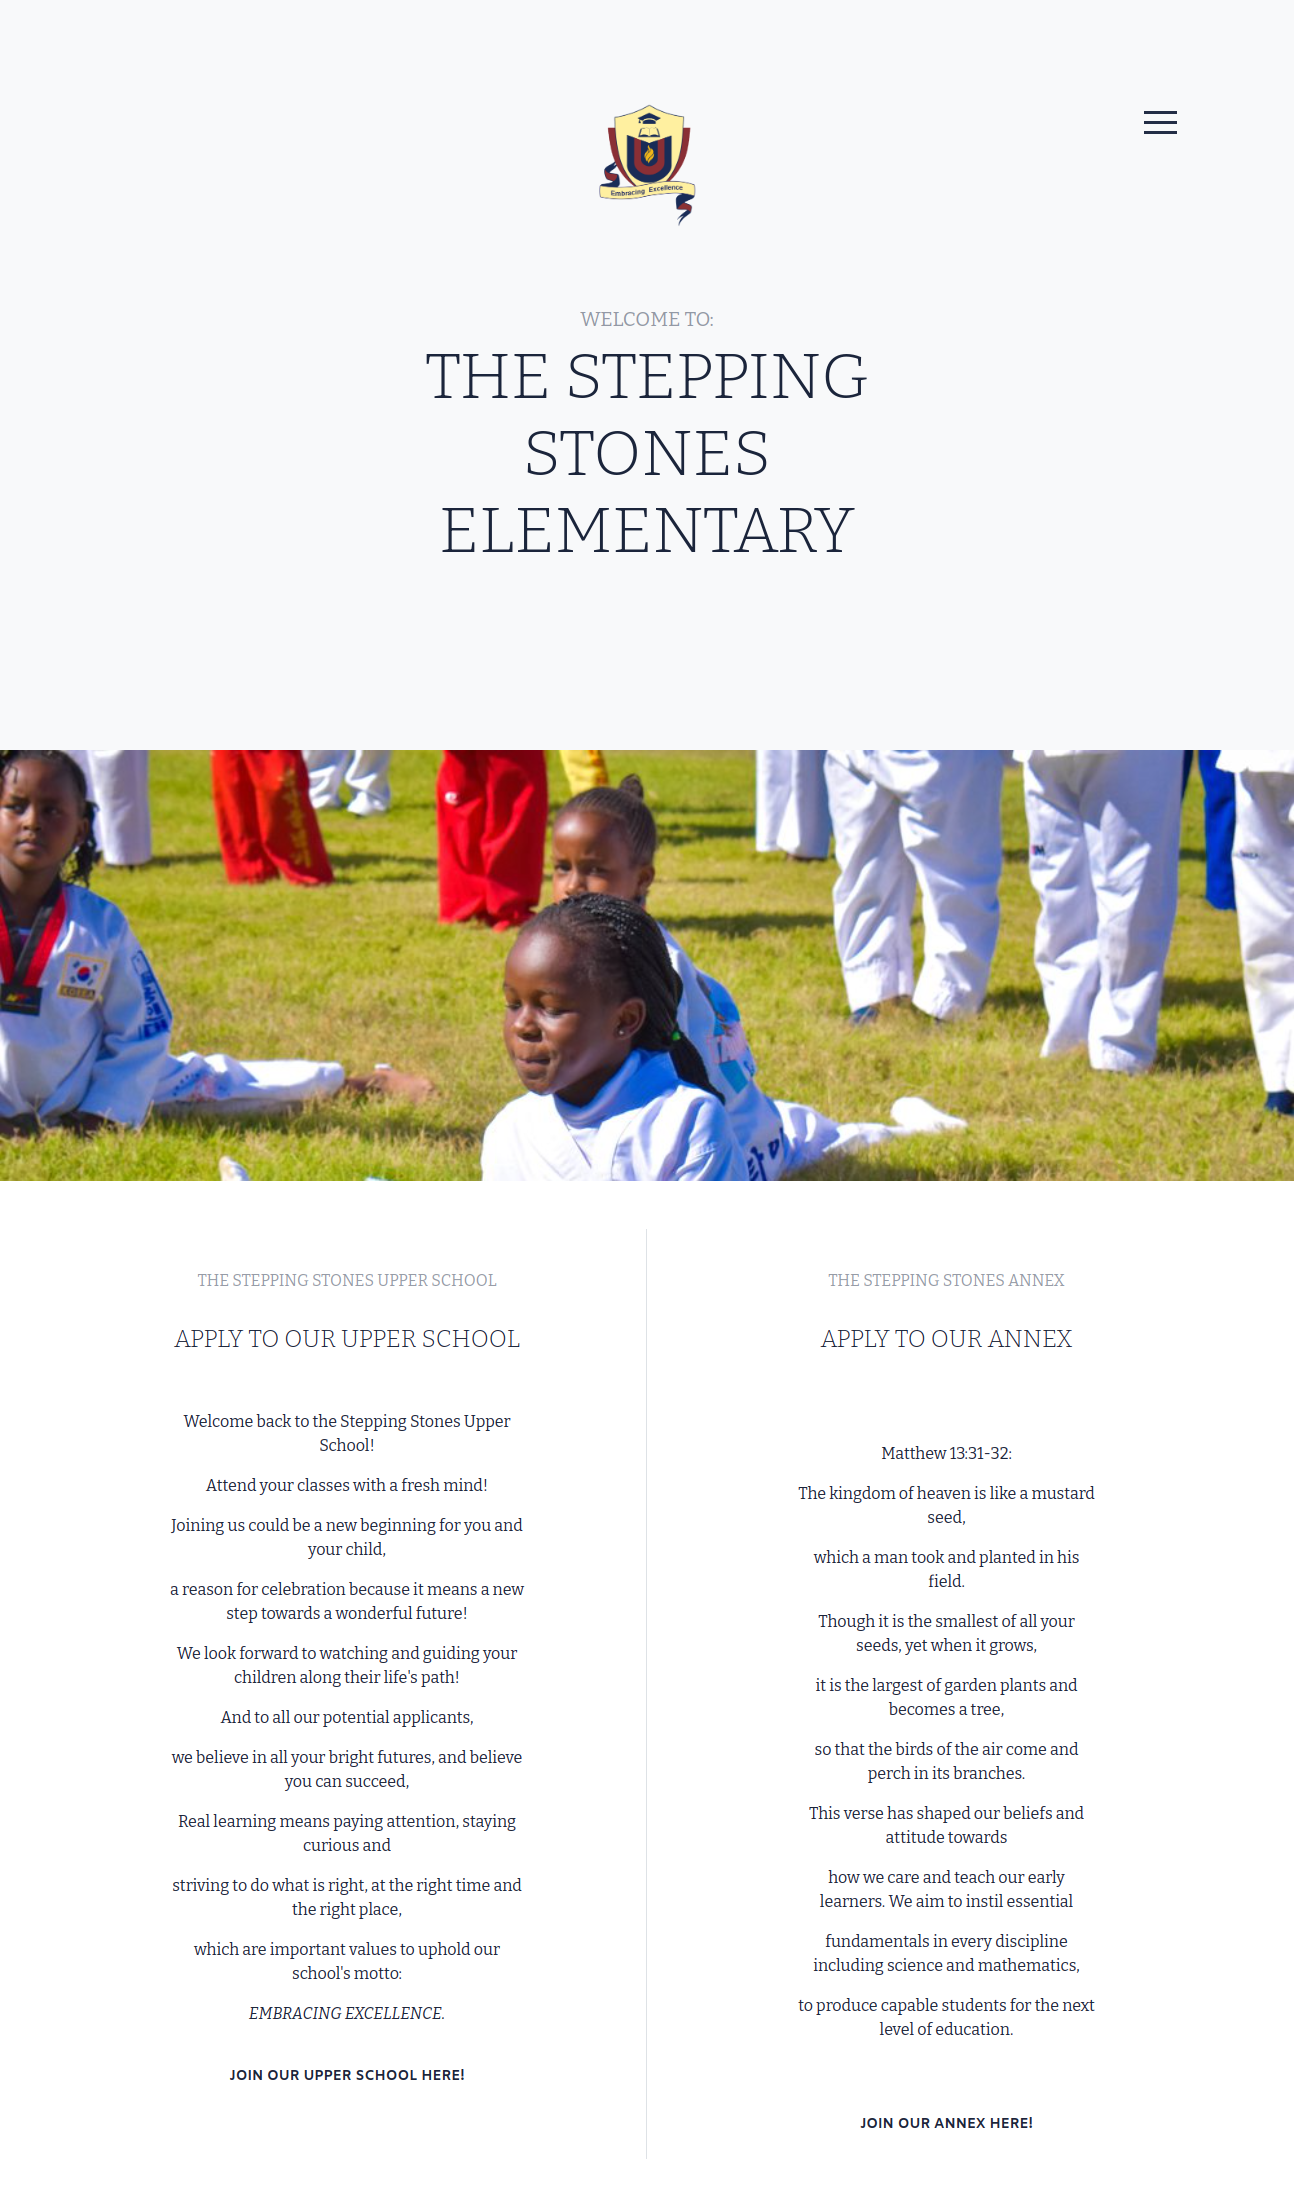 Embracing Excellence
WELCOME TO:
THE STEPPING
STONES
ELEMENTARY
KOREA
THE STEPPING STONES UPPER SCHOOL
APPLY TO OUR UPPER SCHOOL
Welcome back to the Stepping Stones Upper
School!
Attend your classes with a fresh mind!
Joining us could be a new beginning for you and
your child,
a reason for celebration because it means a new
step towards a wonderful future!
We look forward to watching and guiding your
children along their life's path!
And to all our potential applicants,
we believe in all your bright futures, and believe
you can succeed,
Real learning means paying attention, staying
curious and
striving to do what is right, at the right time and
the right place,
which are important values to uphold our
school's motto:
EMBRACING EXCELLENCE.
JOIN OUR UPPER SCHOOL HERE!
THE STEPPING STONES ANNEX
APPLY TO OUR ANNEX
Matthew 13:31-32:
The kingdom of heaven is like a mustard
seed,
which a man took and planted in his
field.
Though it is the smallest of all your
seeds, yet when it grows,
it is the largest of garden plants and
becomes a tree,
so that the birds of the air come and
perch in its branches.
This verse has shaped our beliefs and
attitude towards
how we care and teach our early
learners. We aim to instil essential
fundamentals in every discipline
including science and mathematics,
to produce capable students for the next
level of education.
JOIN OUR ANNEX HERE!